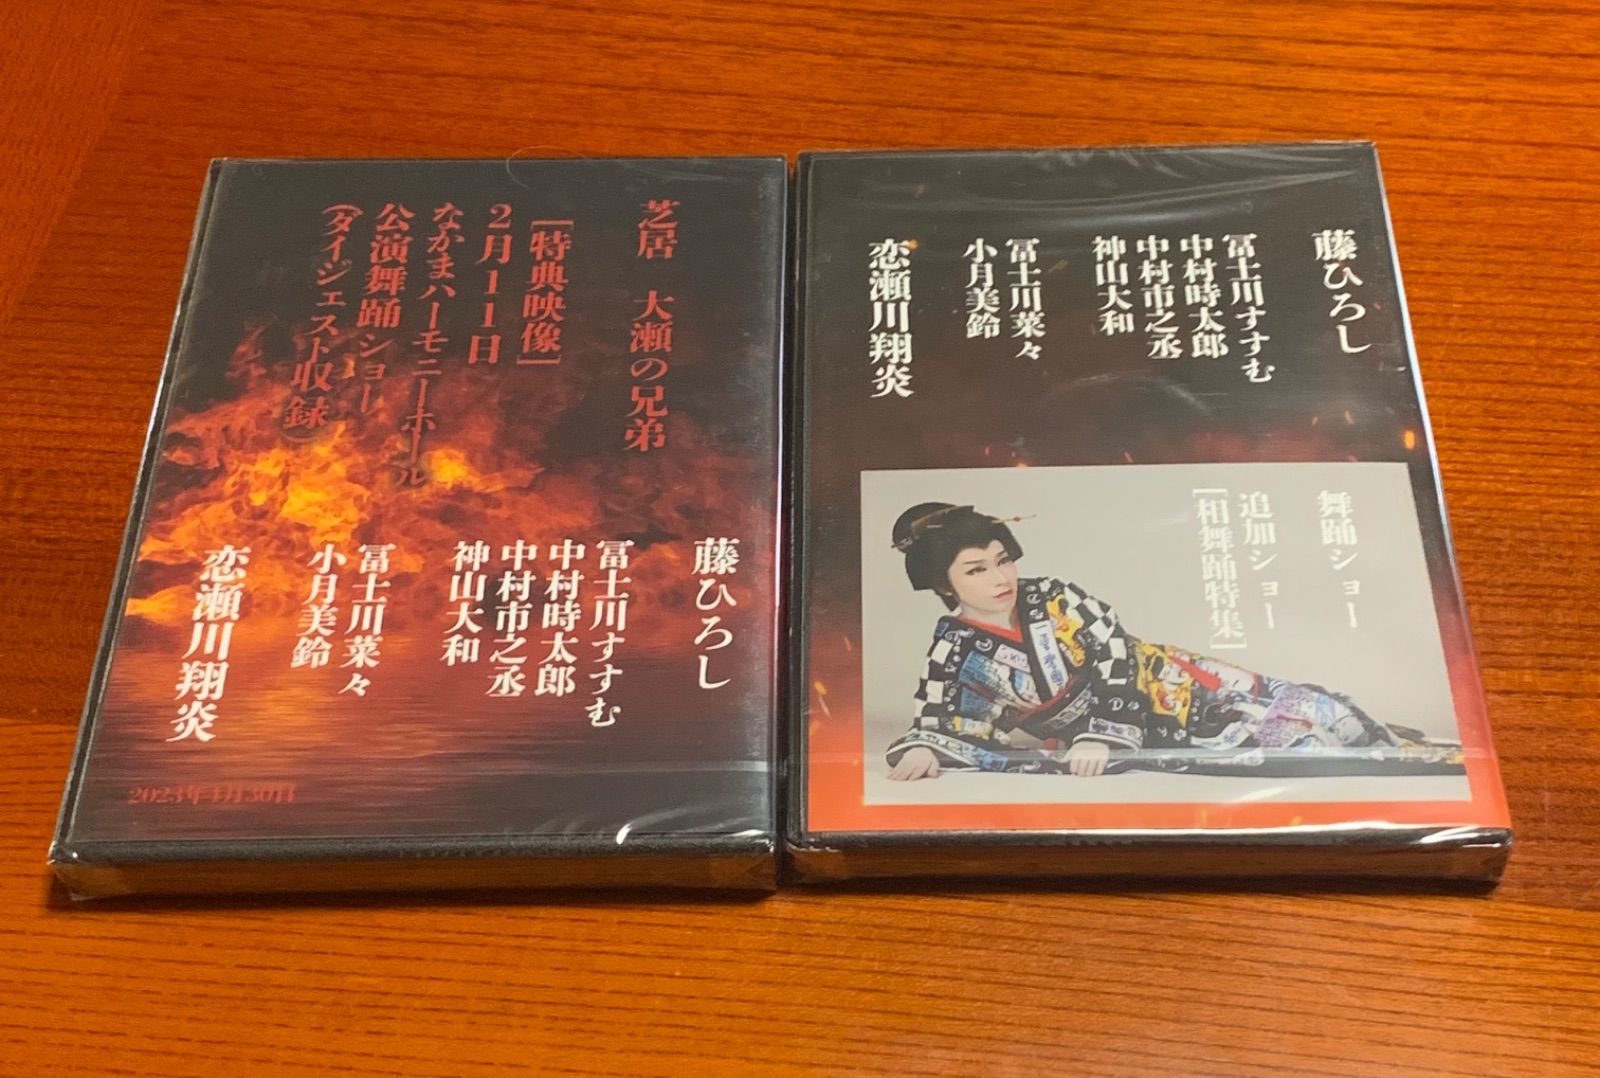 芝居 大瀬の兄弟
[特典映像]
2月11日
なかまハーモニーホール
公演舞踊ショー
(ダイジェスト収録)
藤ひろし
冨士川すすむ
中村時太郎
中村市之丞
神山大和
冨士川菜々
小月美鈴
恋瀬川翔炎
藤ひろし
冨士川すすむ
中村時太郎
中村市之丞
神山大和
冨士川菜々
小月美鈴
恋瀬川翔炎
舞踊ショー
追加ショー
[相舞踊特集]